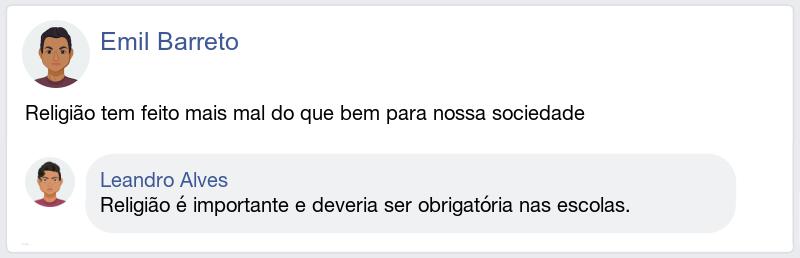 Emil Barreto
Religião tem feito mais mal do que bem para nossa sociedade
Leandro Alves
Religião é importante e deveria ser obrigatória nas escolas.